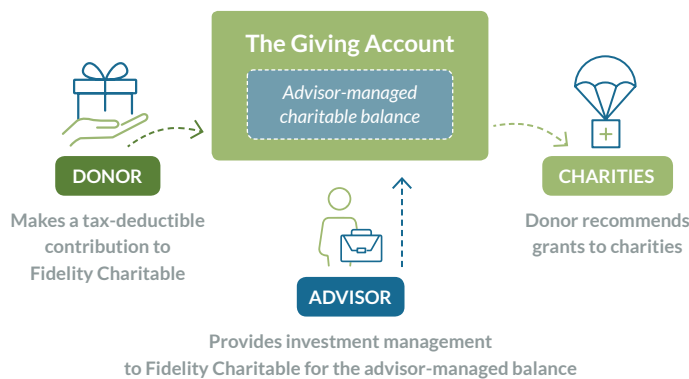 The Giving Account
Advisor-managed
charitable balance
DONOR
Makes a tax-deductible
contribution to
Fidelity Charitable
CHARITIES
Donor recommends
grants to charities
ADVISOR
Provides investment management
to Fidelity Charitable for the advisor-managed balance